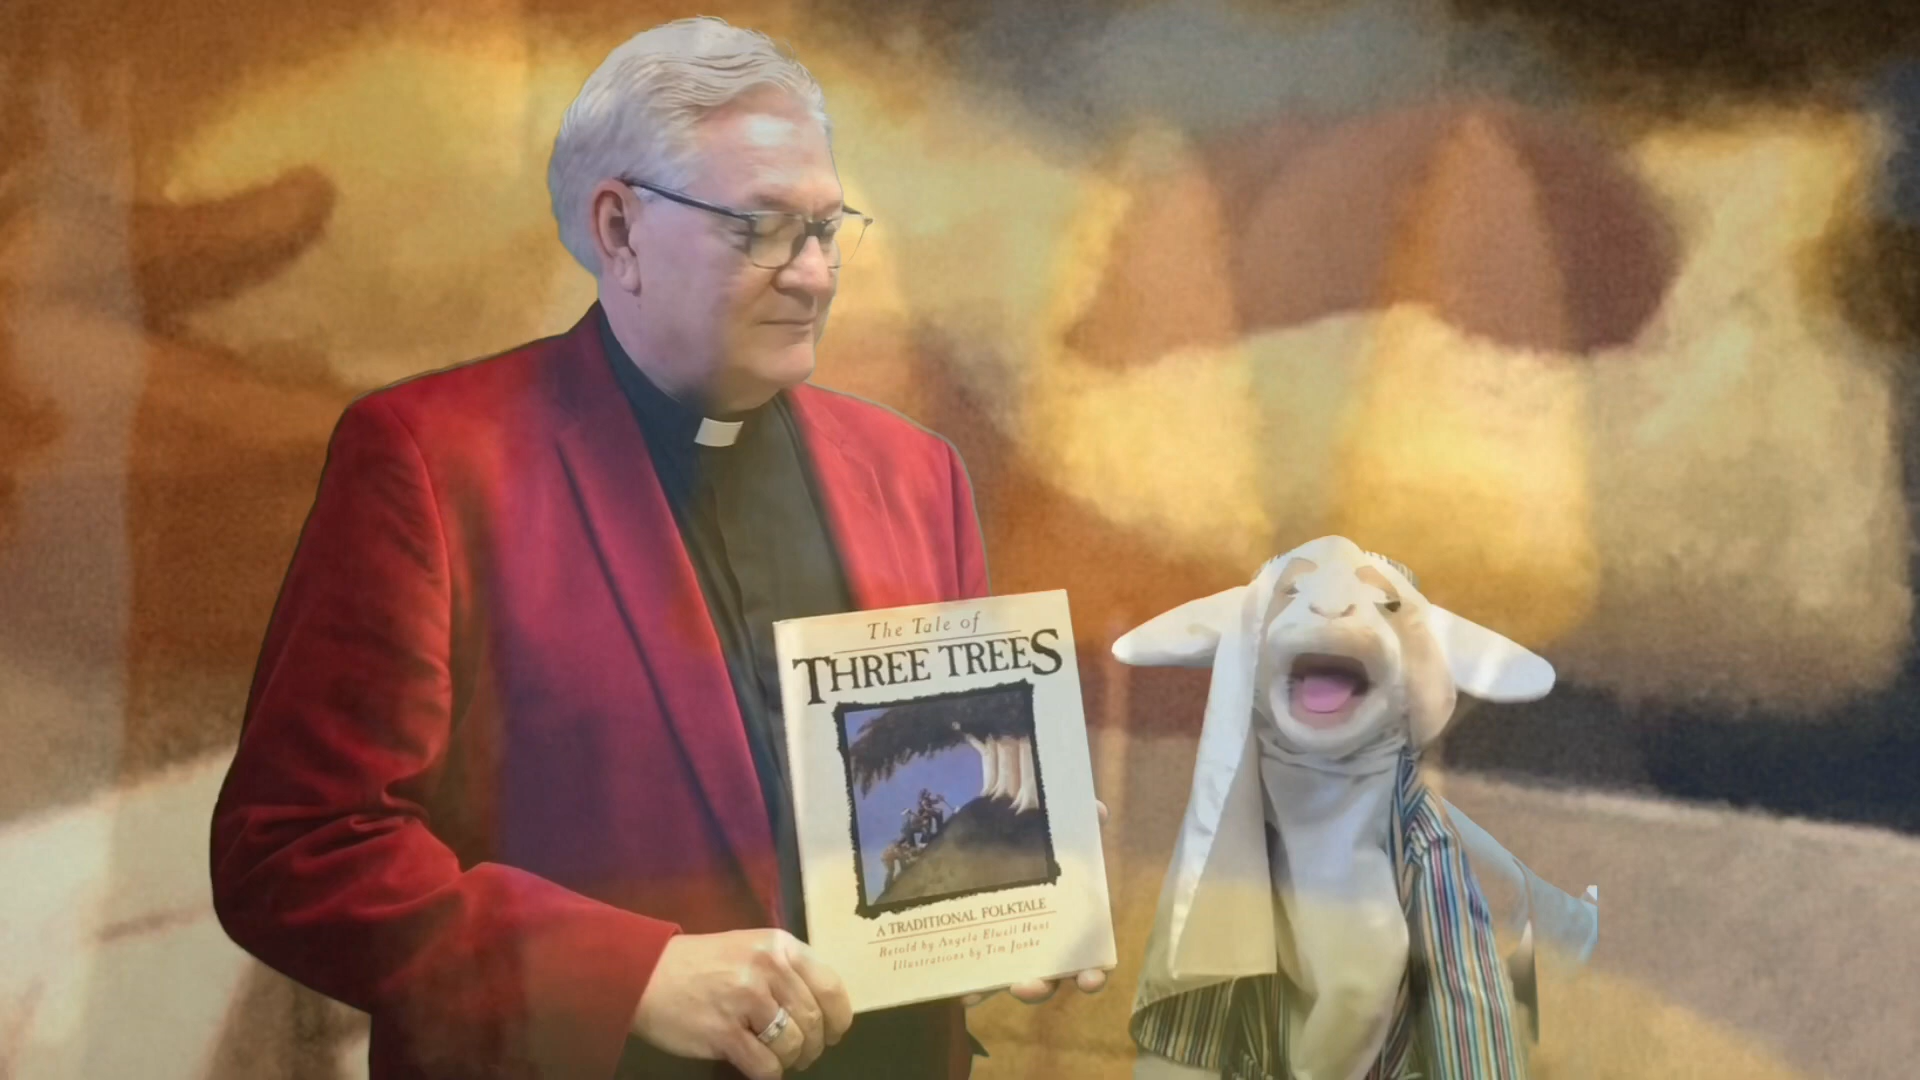 The Tale of
THREE TREES
A TRADITIONAL FOLKTALE
Retold by Angela Elwell Hunt
Illustrations by Tim Jonke